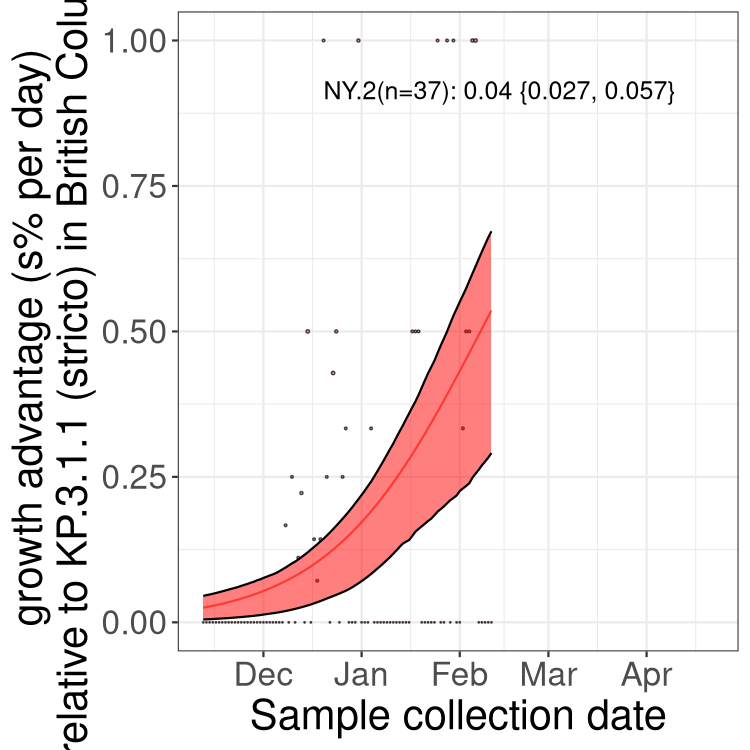 growth advantage (s% per day)
relative to KP.3.1.1 (stricto) in British
1.00
0.75
0.50
0.25
0.00
NY.2(n=37): 0.04 {0.027, 0.057}
Dec Jan Feb Mar Apr
Sample collection date